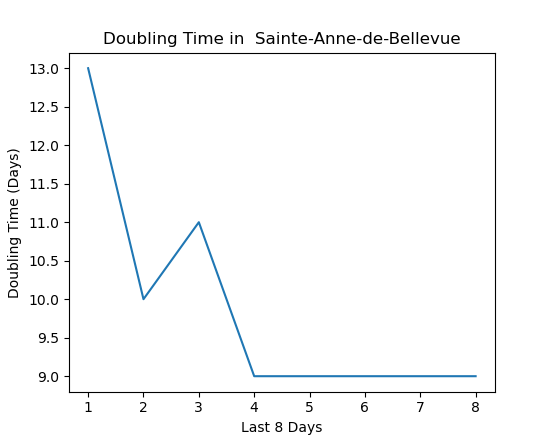 Doubling Time in  Sainte-Anne-de-Bellevue
Doubling Time (Days)
13.0
12.5
12.0
11.5
11.0
10.5
10.0
9.5
9.0
1 2 3 4 5 6 7 8
Last 8 Days